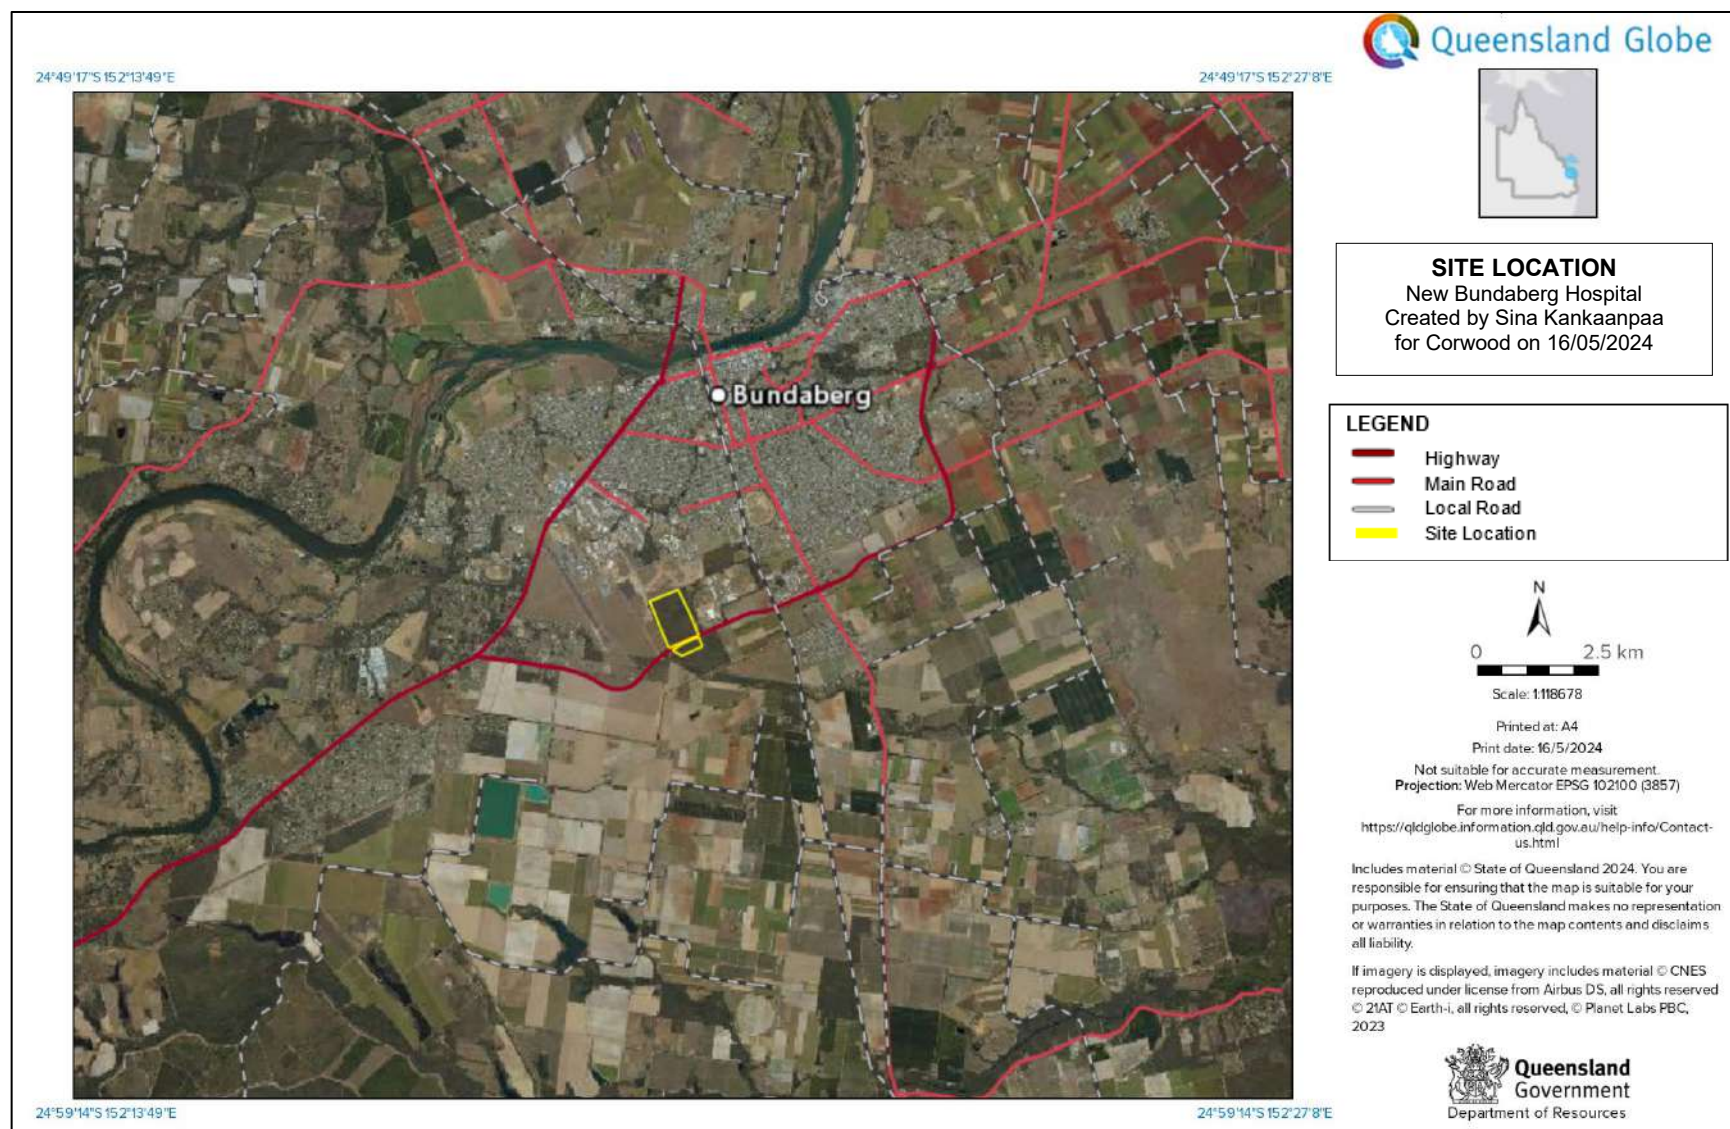 Queensland Globe
24°49'17"S 152°13'49"E
24°49'17"S 152°27'8"E
Bundaberg
24°59'14"S 152°13'49"E
24°59'14"S 152°27'8"E
SITE LOCATION
New Bundaberg Hospital
Created by Sina Kankaanpaa
for Corwood on 16/05/2024
LEGEND
Highway
Main Road
Local Road
Site Location
N
0 2.5 km
Scale: 1:118678
Printed at: A4
Print date: 16/5/2024
Not suitable for accurate measurement.
Projection: Web Mercator EPSG 102100 (3857)
For more information, visit
https://qldglobe.information.qld.gov.au/help-info/Contact-
us.html
Includes material © State of Queensland 2024. You are
responsible for ensuring that the map is suitable for your
purposes. The State of Queensland makes no representation
or warranties in relation to the map contents and disclaims
all liability.
If imagery is displayed, imagery includes material © CNES
reproduced under license from Airbus DS, all rights reserved
© 21AT © Earth-i, all rights reserved, © Planet Labs PBC,
2023
Queensland
Government
Department of Resources